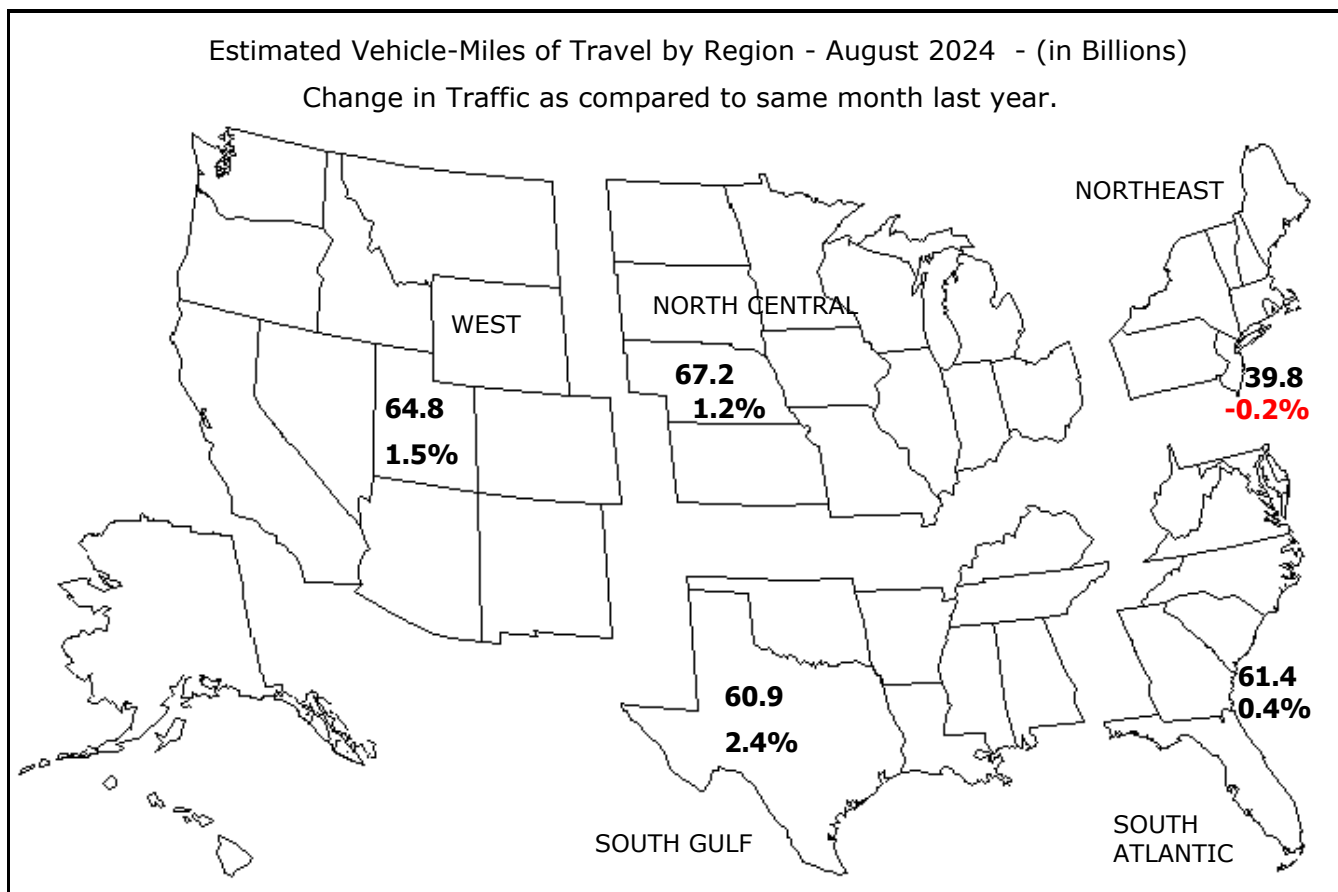 Estimated Vehicle-Miles of Travel by Region - August 2024 - (in Billions)
Change in Traffic as compared to same month last year.
NORTHEAST
NORTH CENTRAL
WEST
67.2
1.2%
39.8
-0.2%
64.8
1.5%
60.9
2.4%
61.4
0.4%
SOUTH GULF
SOUTH
ATLANTIC